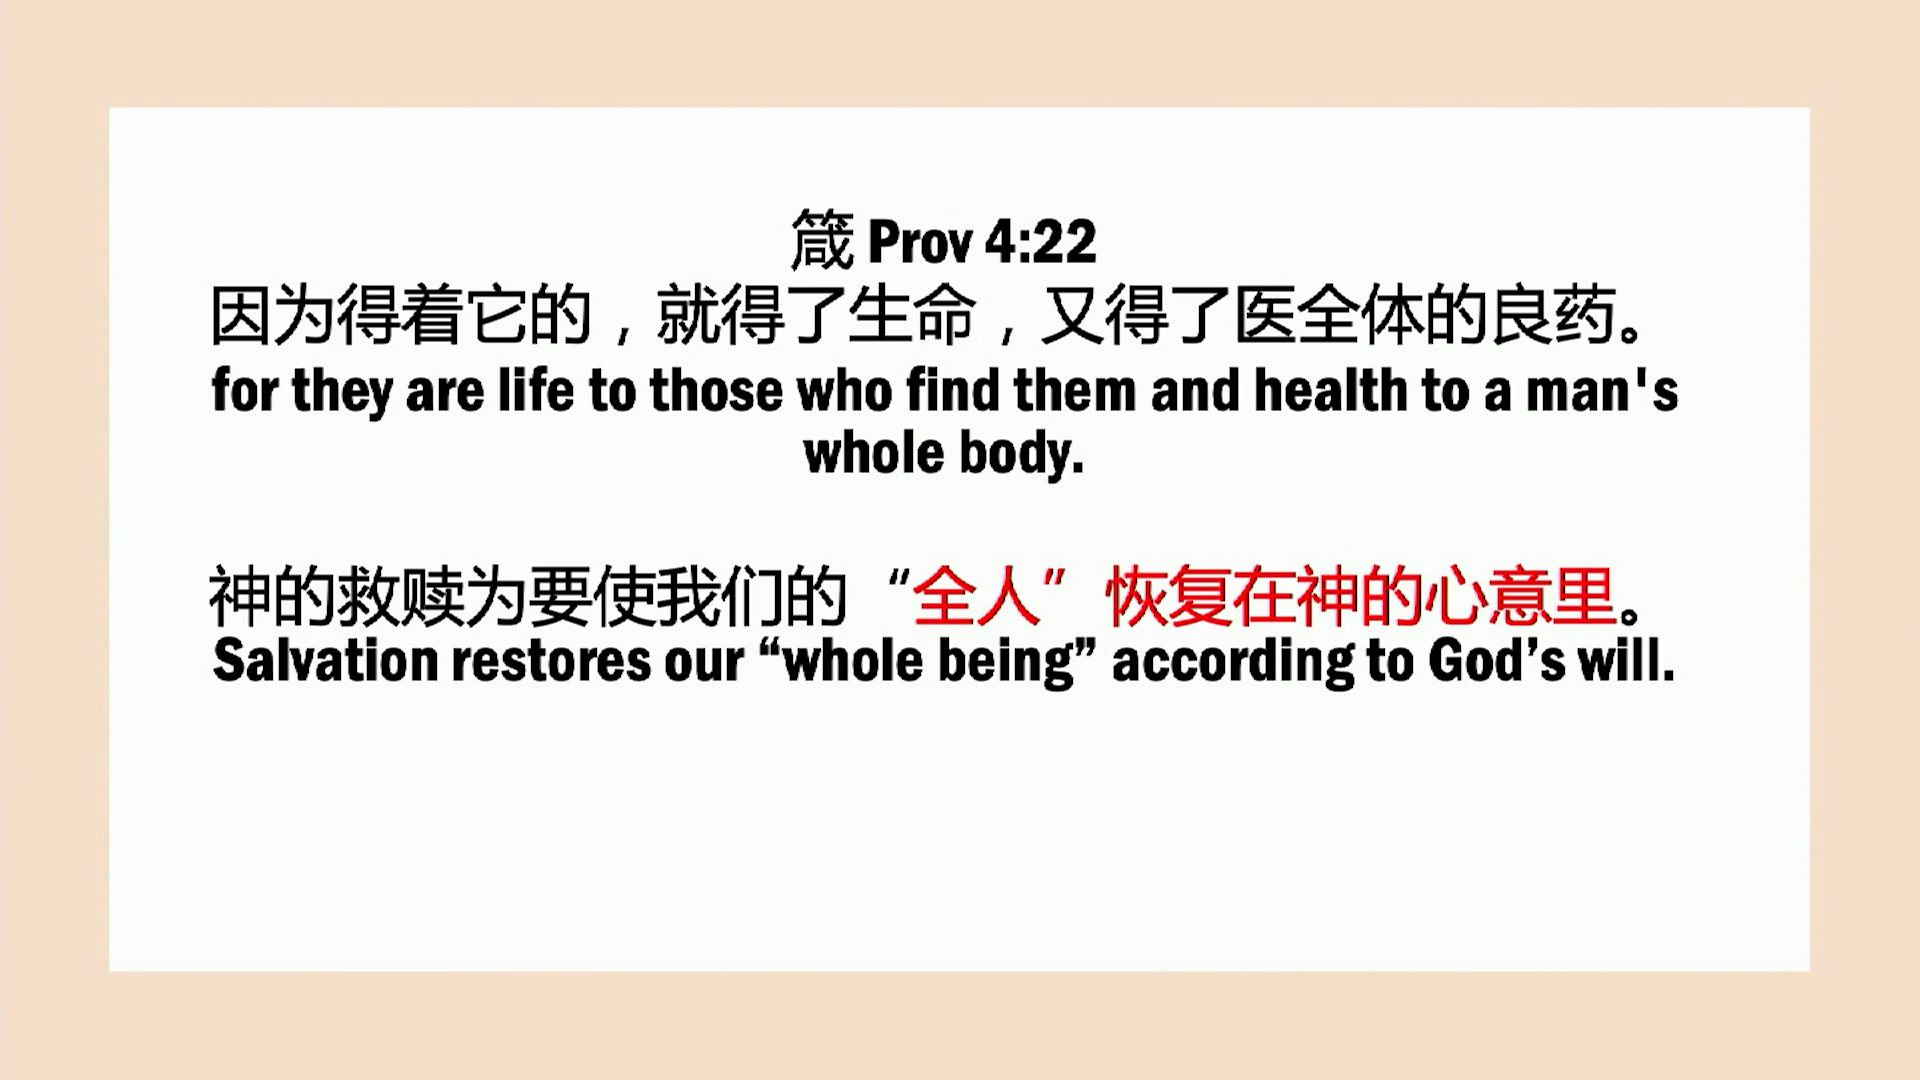 箴 Prov 4:22
因为得着它的，就得了生命，又得了医全体的良药。
for they are life to those who find them and health to a man's
whole body.
神的救赎为要使我们的“全人”恢复在神的心意里。
Salvation restores our “whole being” according to God’s will.